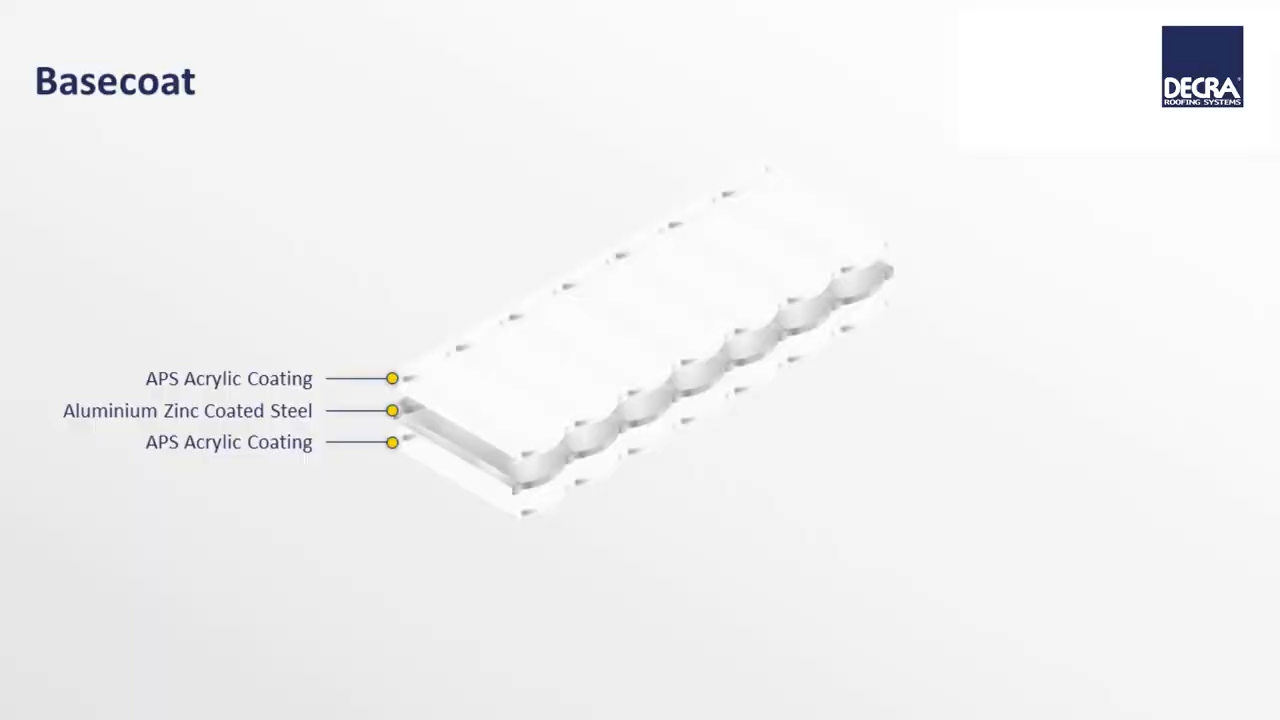 Basecoat
DECRA®
ROOFING SYSTEMS
APS Acrylic Coating
Aluminium Zinc Coated Steel
APS Acrylic Coating